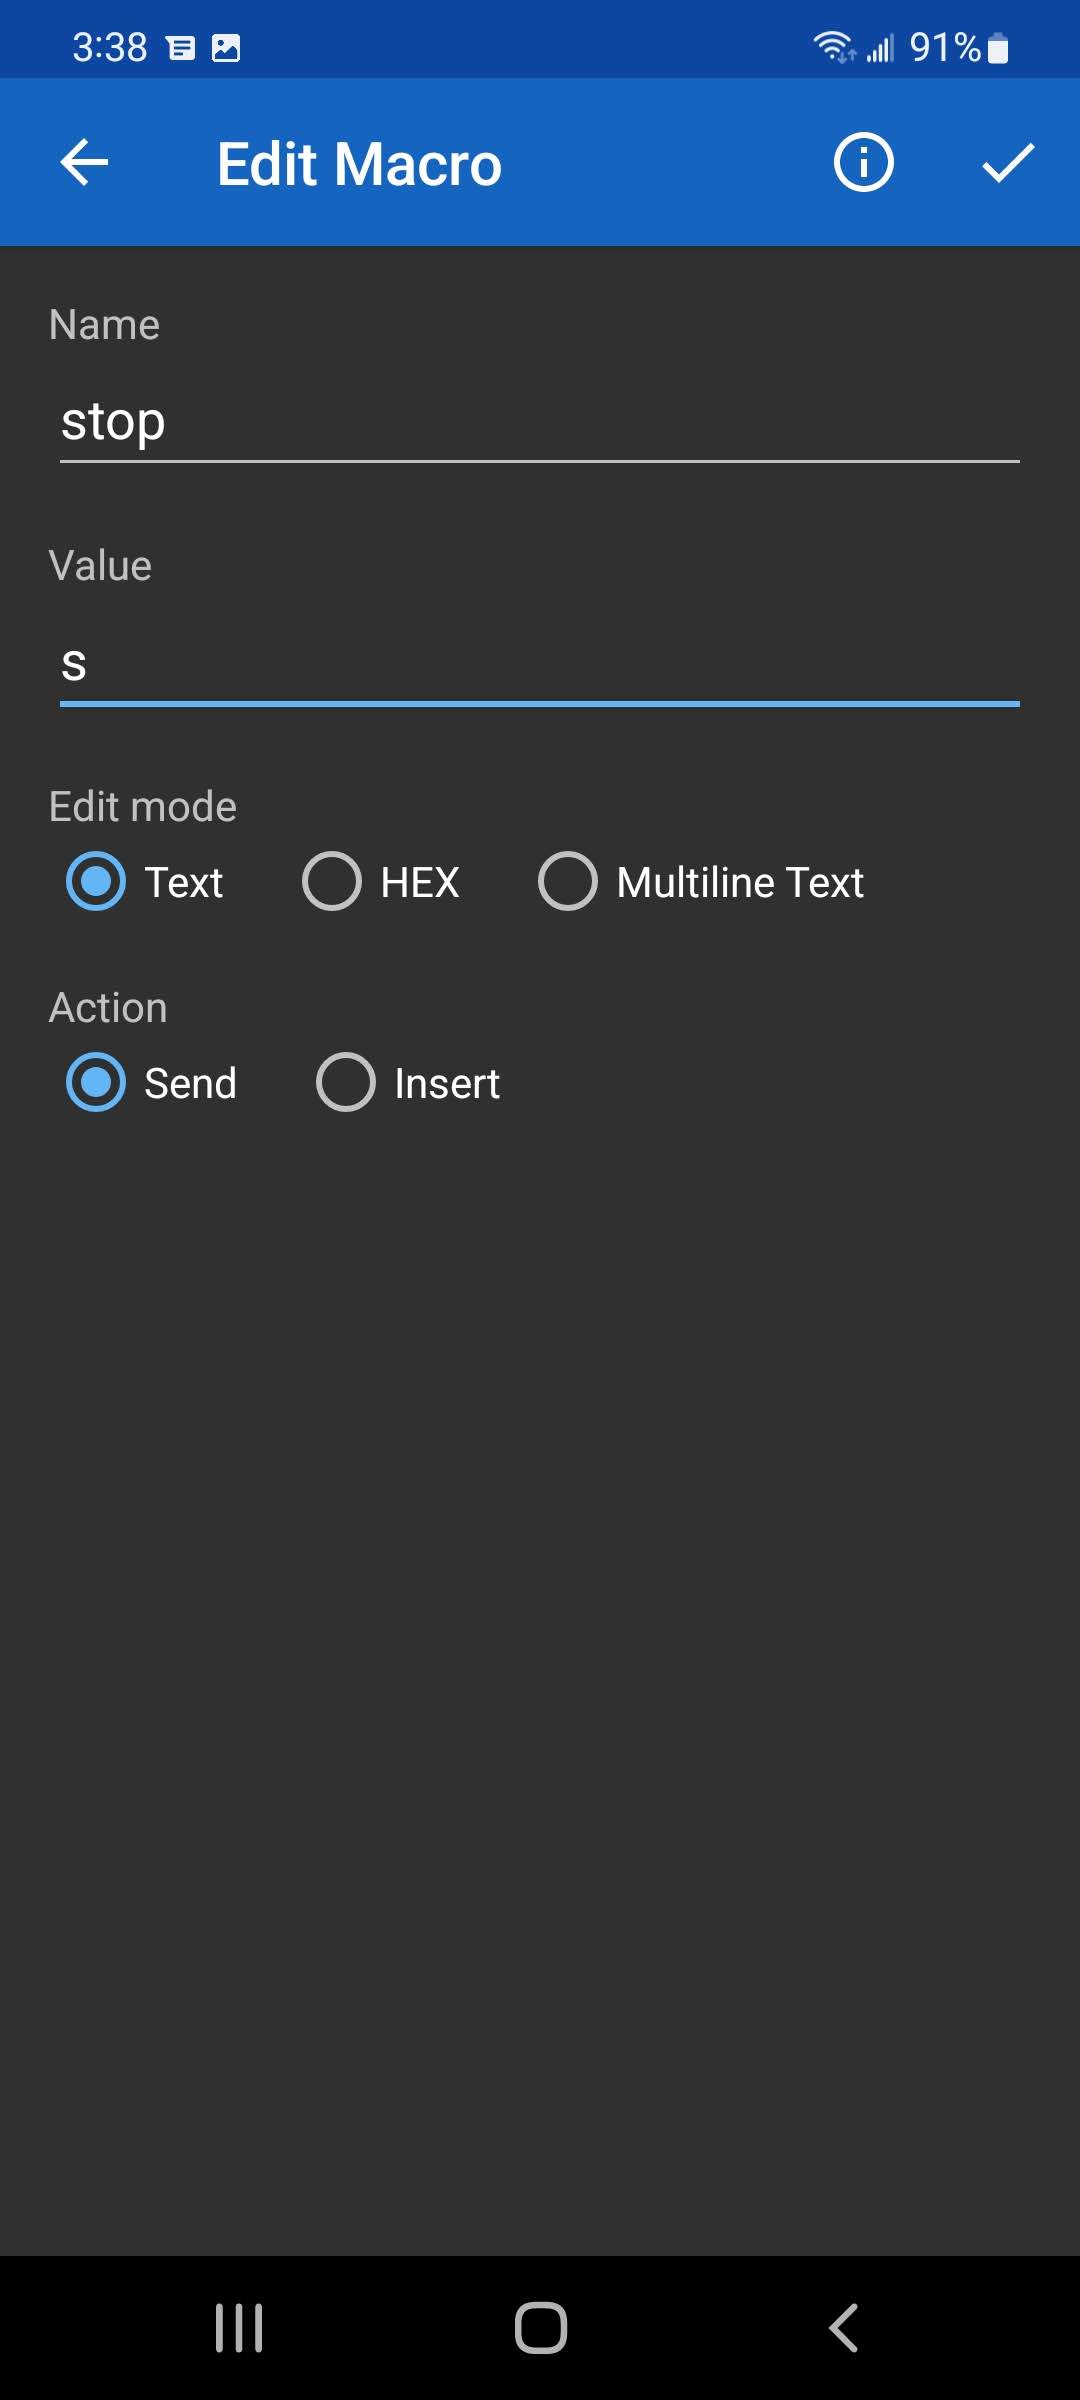 3:38 91%
Edit Macro
Name
stop
Value
s
Edit mode
Text HEX Multiline Text
Action
Send Insert